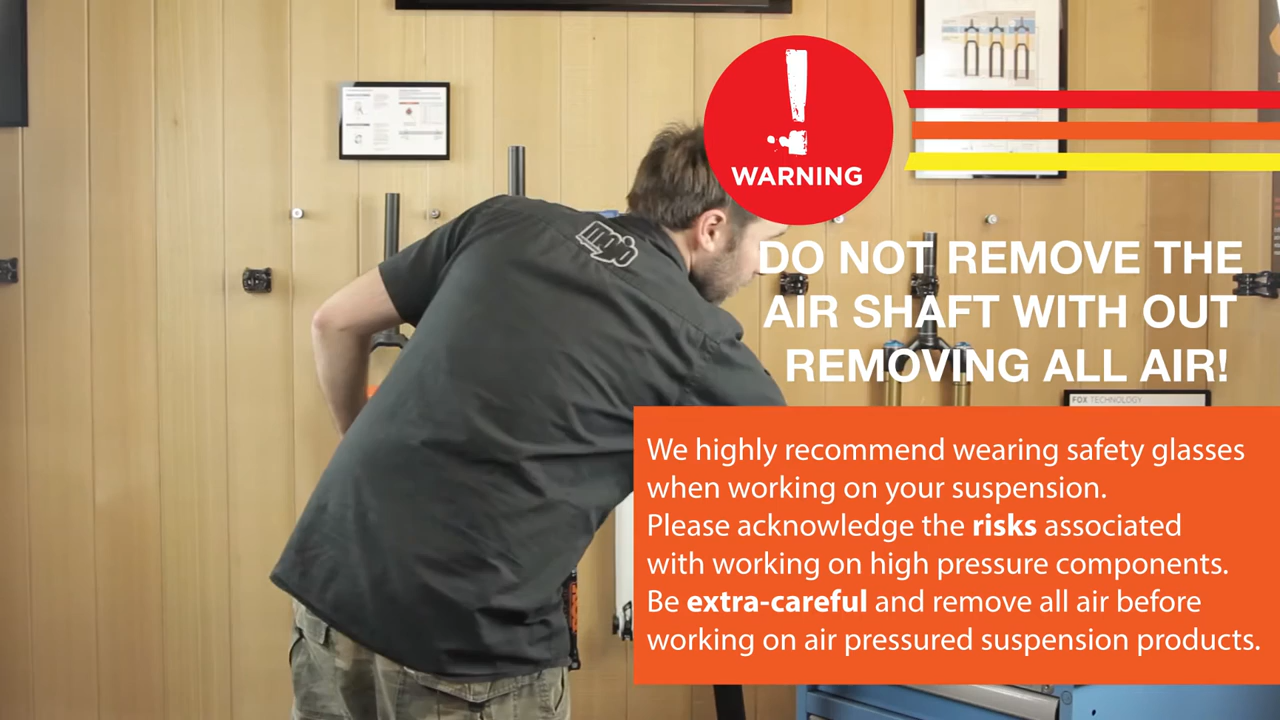 WARNING
mojo
DO NOT REMOVE THE
AIR SHAFT WITH OUT
REMOVING ALL AIR!
FOX TECHNOLOGY
We highly recommend wearing safety glasses
when working on your suspension.
Please acknowledge the risks associated
with working on high pressure components.
Be extra-careful and remove all air before
working on air pressured suspension products.